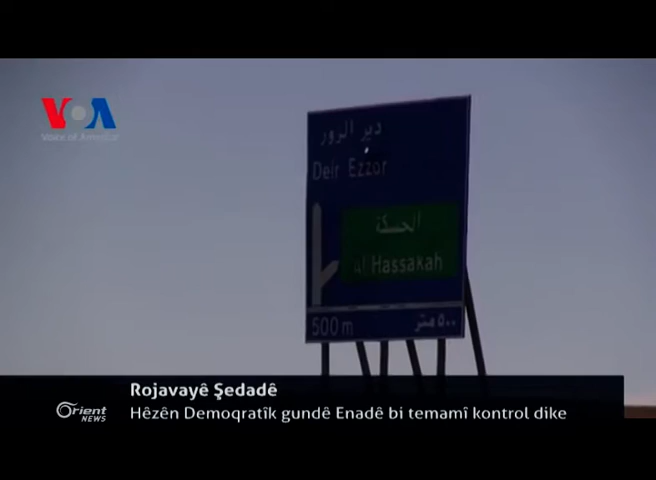 VOA
Voice of America
دير الزور
Deir Ezzor
الحسكة
Al Hassakah
500 m
٥٠٠ متر
Rojavayê Şedadê
Orient
NEWS
Hêzên Demoqratîk gundê Enadê bi temamî kontrol dike